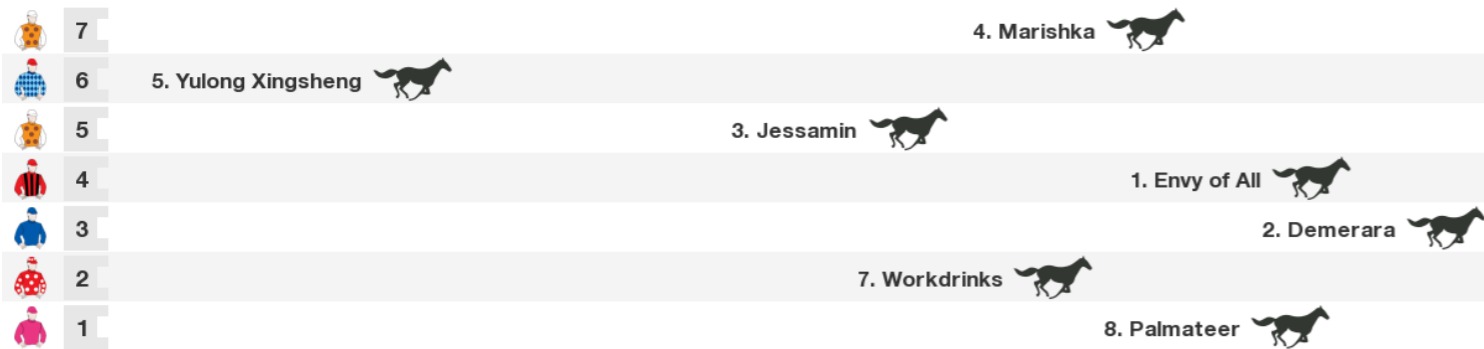 7 4. Marishka
6 5. Yulong Xingsheng
5 3. Jessamin
4 1. Envy of All
3 2. Demerara
2 7. Workdrinks
1 8. Palmateer